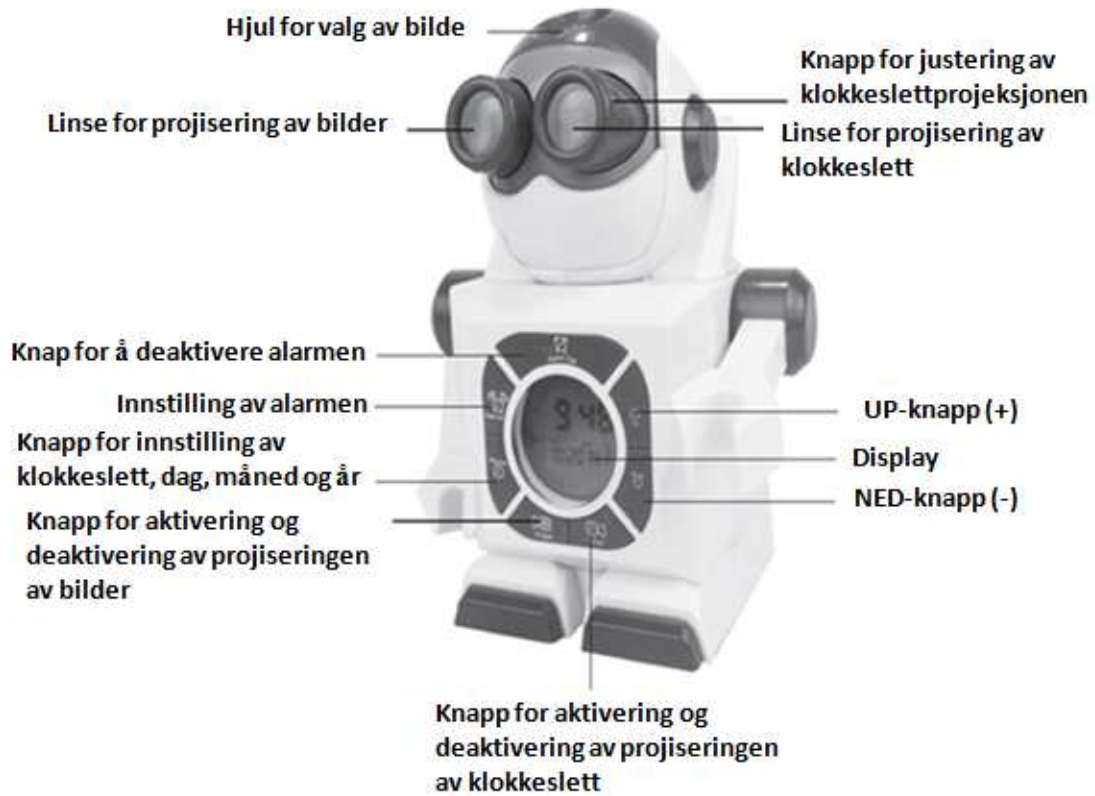 Hjul for valg av bilde
Knapp for justering av
klokkeslettprojeksjonen
Linse for projisering av bilder
Linse for projisering av
klokkeslett
Knap for å deaktivere alarmen
Innstilling av alarmen
UP-knapp (+)
Knapp for innstilling av
klokkeslett, dag, måned og år
Display
NED-knapp (-)
Knapp for aktivering og
deaktivering av projiseringen
av bilder
Knapp for aktivering og
deaktivering av projiseringen
av klokkeslett